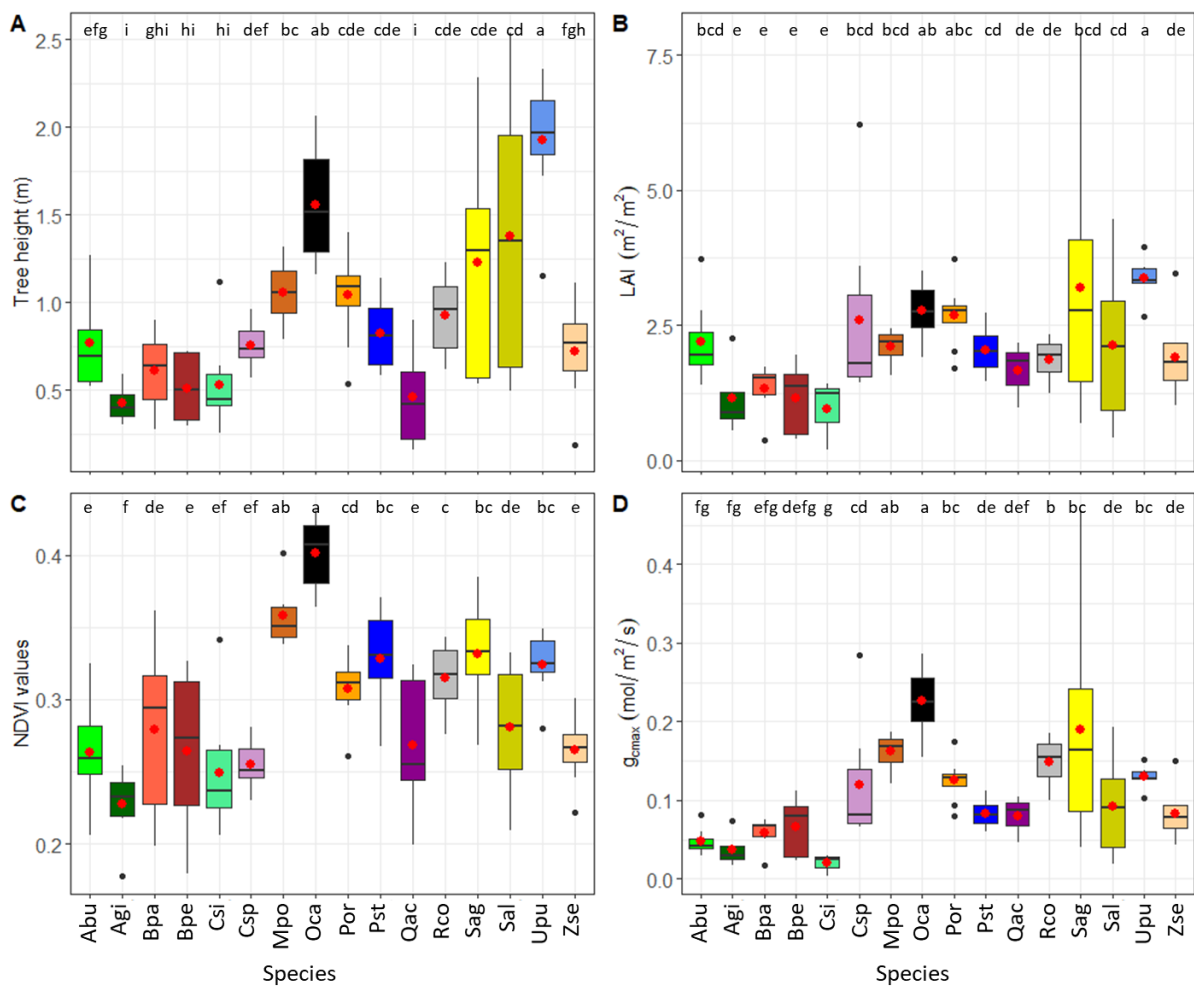 A
efg i ghi hi hi def bc ab cde cde i cde cde cd a fgh
2.5
2.0
1.5
1.0
0.5
Tree height (m)
B
bcd e e e e bcd bcd ab abc cd de de bcd cd a de
7.5
5.0
2.5
0.0
LAI (m²/m²)
C
e f de e ef ef ab a cd bc e c bc de bc e
0.4
0.3
0.2
NDVI values
Abu Agi Bpa Bpe Csi Csp Mpo Oca Por Pst Qac Rco Sag Sal Upu Zse
Species
D
fg fg efg defg g cd ab a bc de def b bc de bc de
0.4
0.3
0.2
0.1
0.0
gcmax (mol/m²/s)
Abu Agi Bpa Bpe Csi Csp Mpo Oca Por Pst Qac Rco Sag Sal Upu Zse
Species